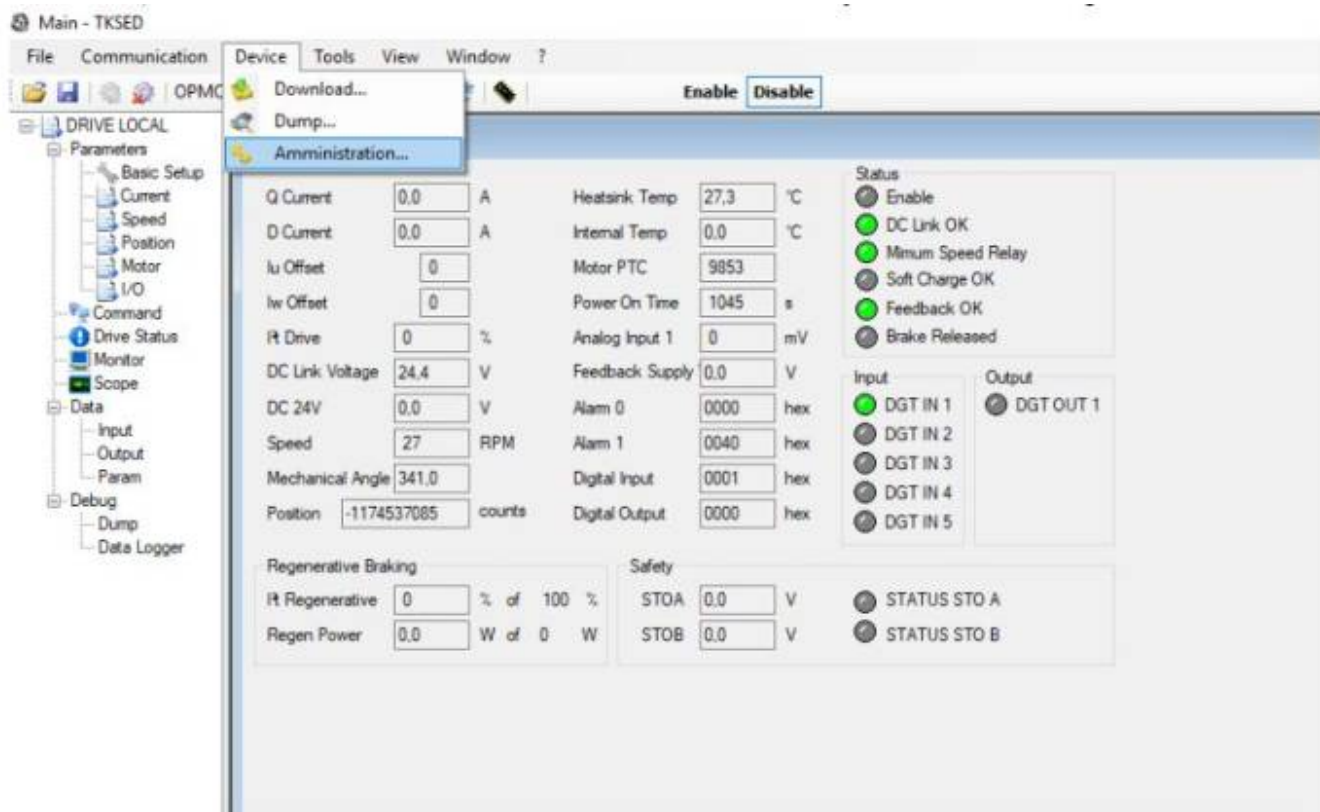 Main - TKSED
File Communication Device Tools View Window ?
OPMO Enable Disable
Download...
Dump...
Amministration...
DRIVE LOCAL
Parameters
Basic Setup
Current
Speed
Position
Motor
I/O
Command
Drive Status
Monitor
Scope
Data
Input
Output
Param
Debug
Dump
Data Logger
Q Current 0,0 A
D Current 0,0 A
Iu Offset 0
Iw Offset 0
I²t Drive 0 %
DC Link Voltage 24,4 V
DC 24V 0,0 V
Speed 27 RPM
Mechanical Angle 341,0
Position -1174537085 counts
Heatsink Temp 27,3 °C
Internal Temp 0,0 °C
Motor PTC 9853
Power On Time 1045 s
Analog Input 1 0 mV
Feedback Supply 0,0 V
Alarm 0 0000 hex
Alarm 1 0040 hex
Digital Input 0001 hex
Digital Output 0000 hex
Status
Enable
DC Link OK
Mimum Speed Relay
Soft Charge OK
Feedback OK
Brake Released
Input
DGT IN 1
DGT IN 2
DGT IN 3
DGT IN 4
DGT IN 5
Output
DGT OUT 1
Regenerative Braking
I²t Regenerative 0 % of 100 %
Regen Power 0,0 W of 0 W
Safety
STOA 0,0 V STATUS STO A
STOB 0,0 V STATUS STO B